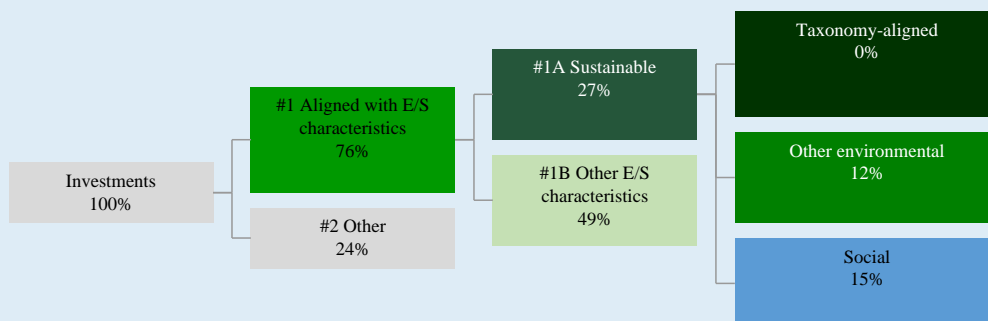 Investments
100%
#1 Aligned with E/S
characteristics
76%
#2 Other
24%
#1A Sustainable
27%
#1B Other E/S
characteristics
49%
Taxonomy-aligned
0%
Other environmental
12%
Social
15%